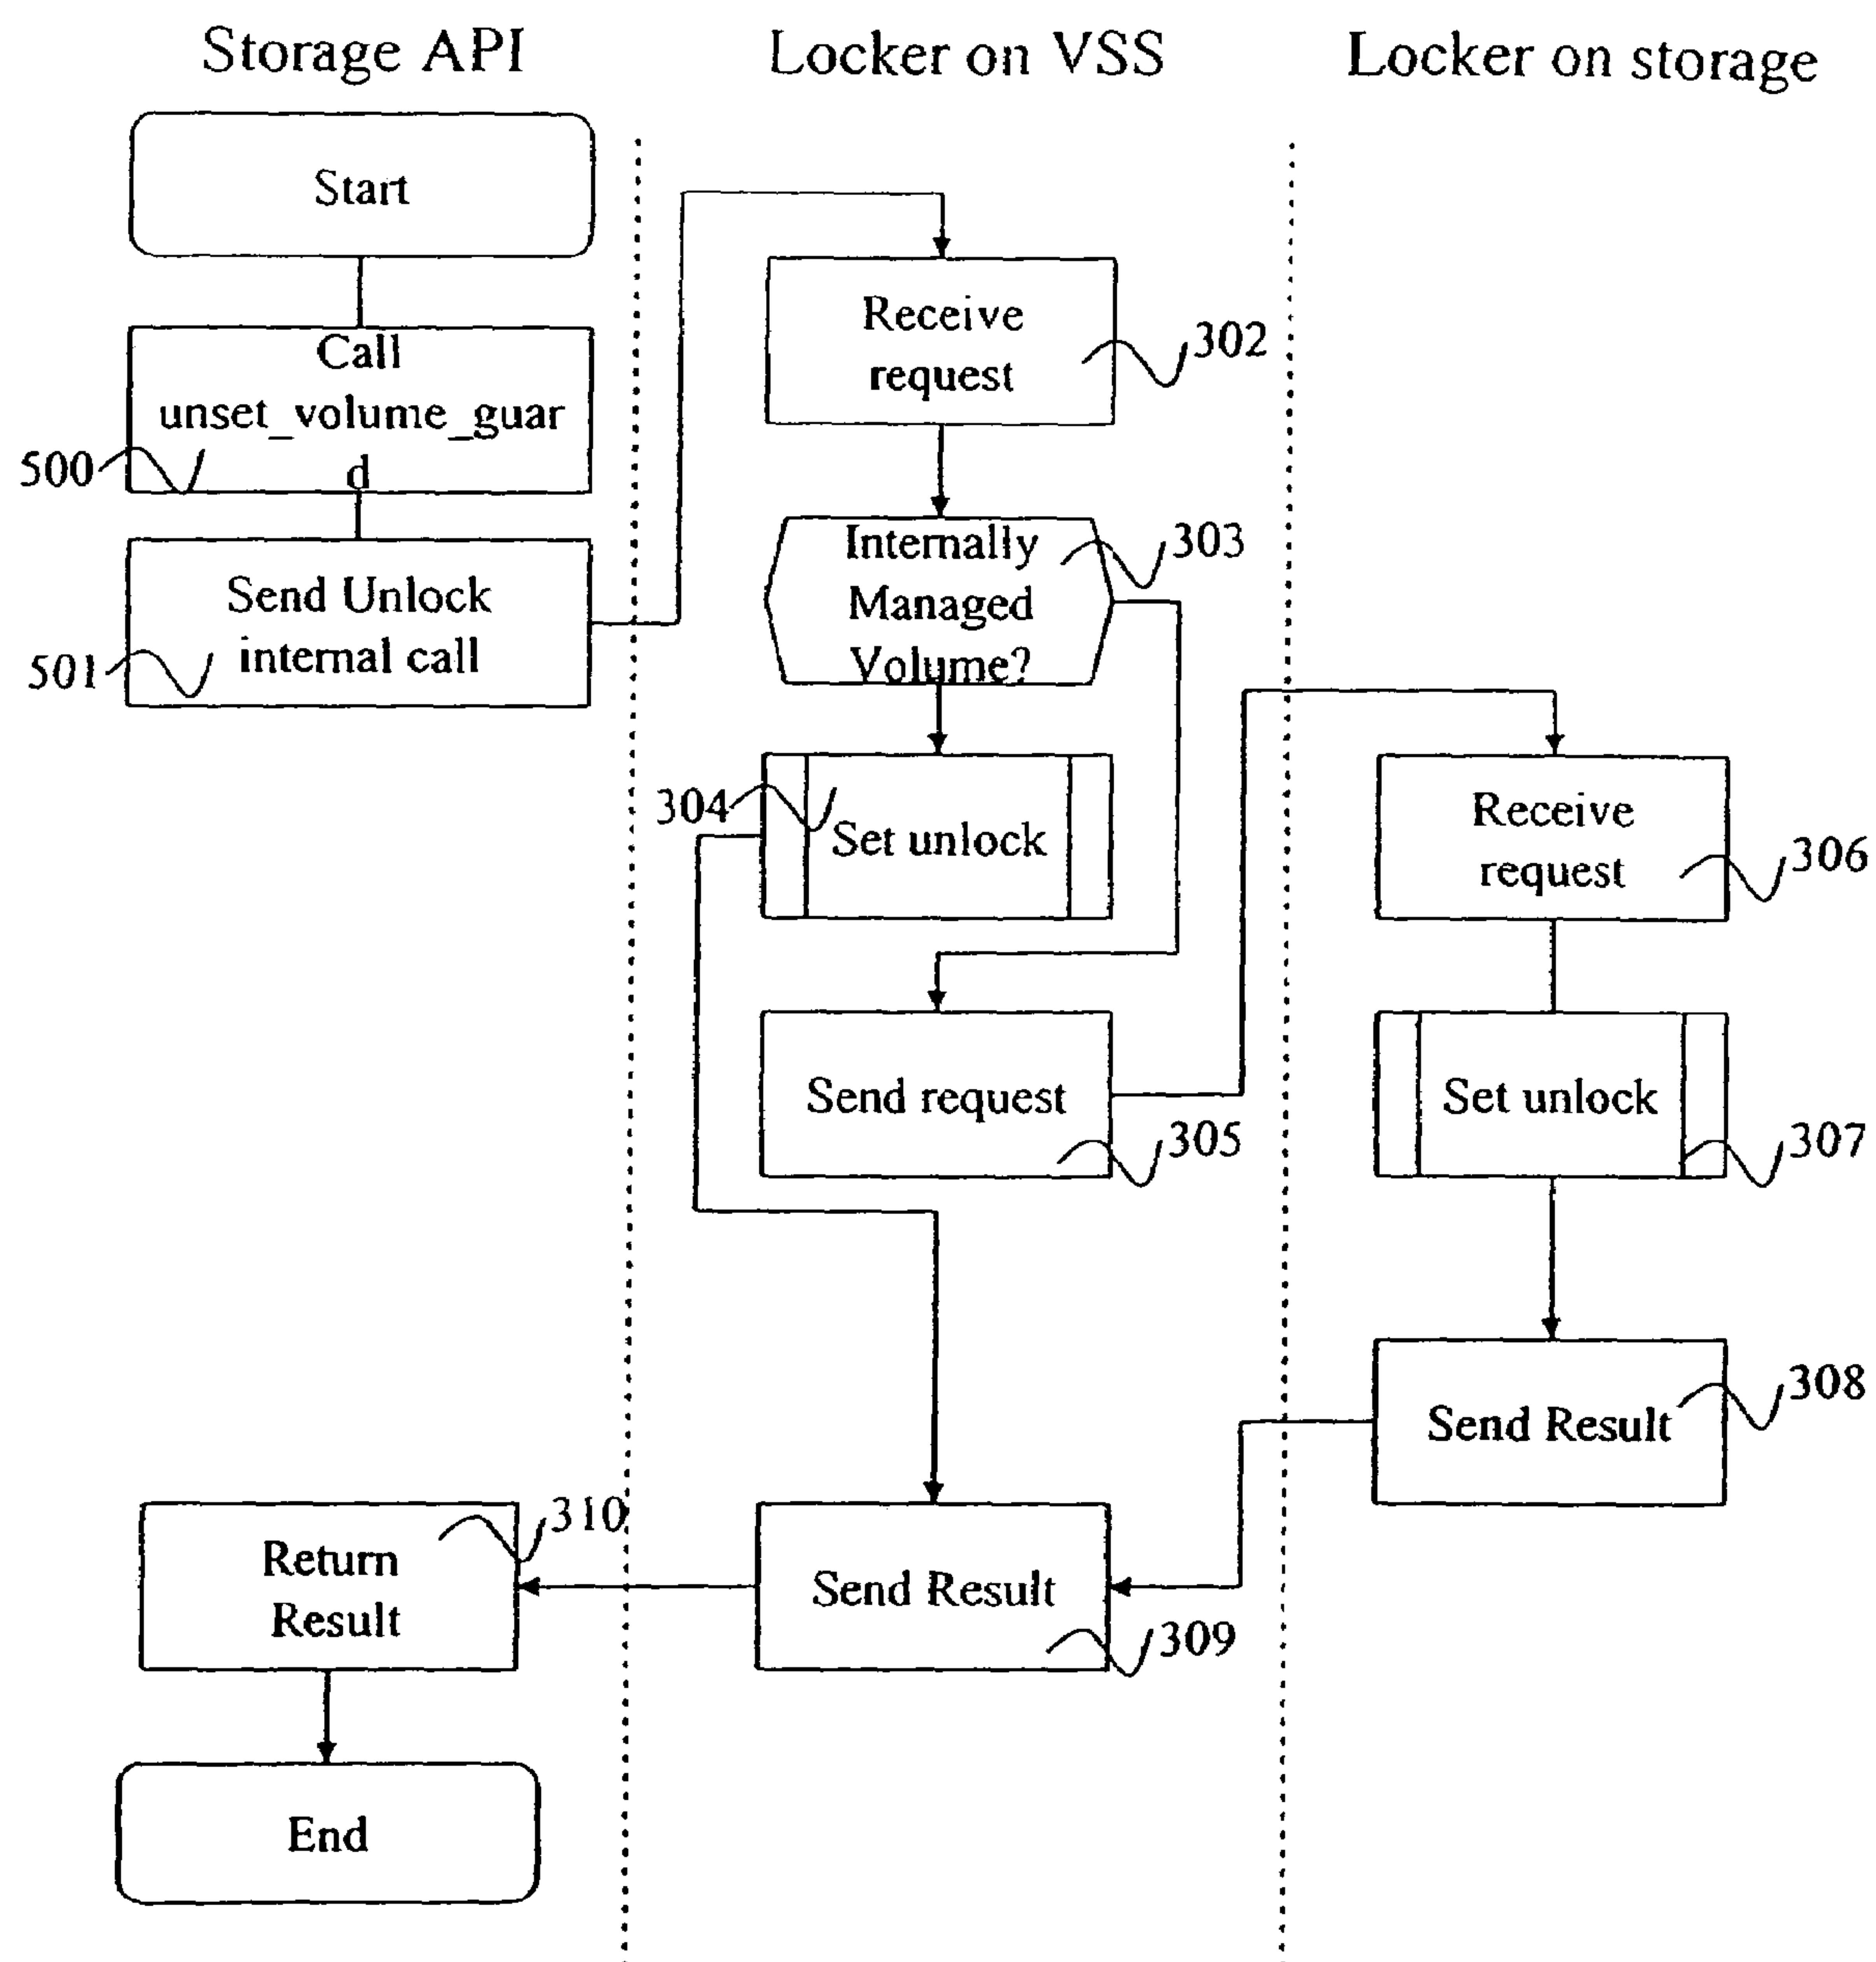 Storage API
Locker on VSS
Locker on storage
Start
Call
unset_volume_guar
d
500
Send Unlock
internal call
501
Receive
request
302
Internally
Managed
Volume?
303
304
Set unlock
Send request
305
Receive
request
306
Set unlock
307
Send Result
308
Send Result
309
Return
Result
310
End